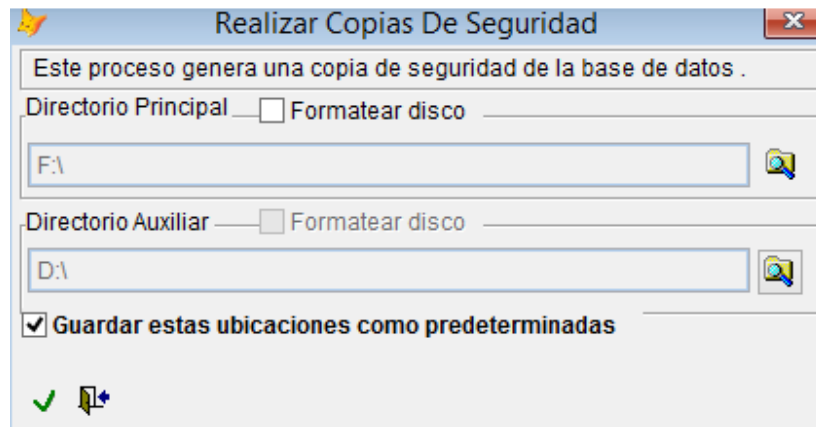 Realizar Copias De Seguridad
Este proceso genera una copia de seguridad de la base de datos .
Directorio Principal Formatear disco
F:\
Directorio Auxiliar Formatear disco
D:\
Guardar estas ubicaciones como predeterminadas